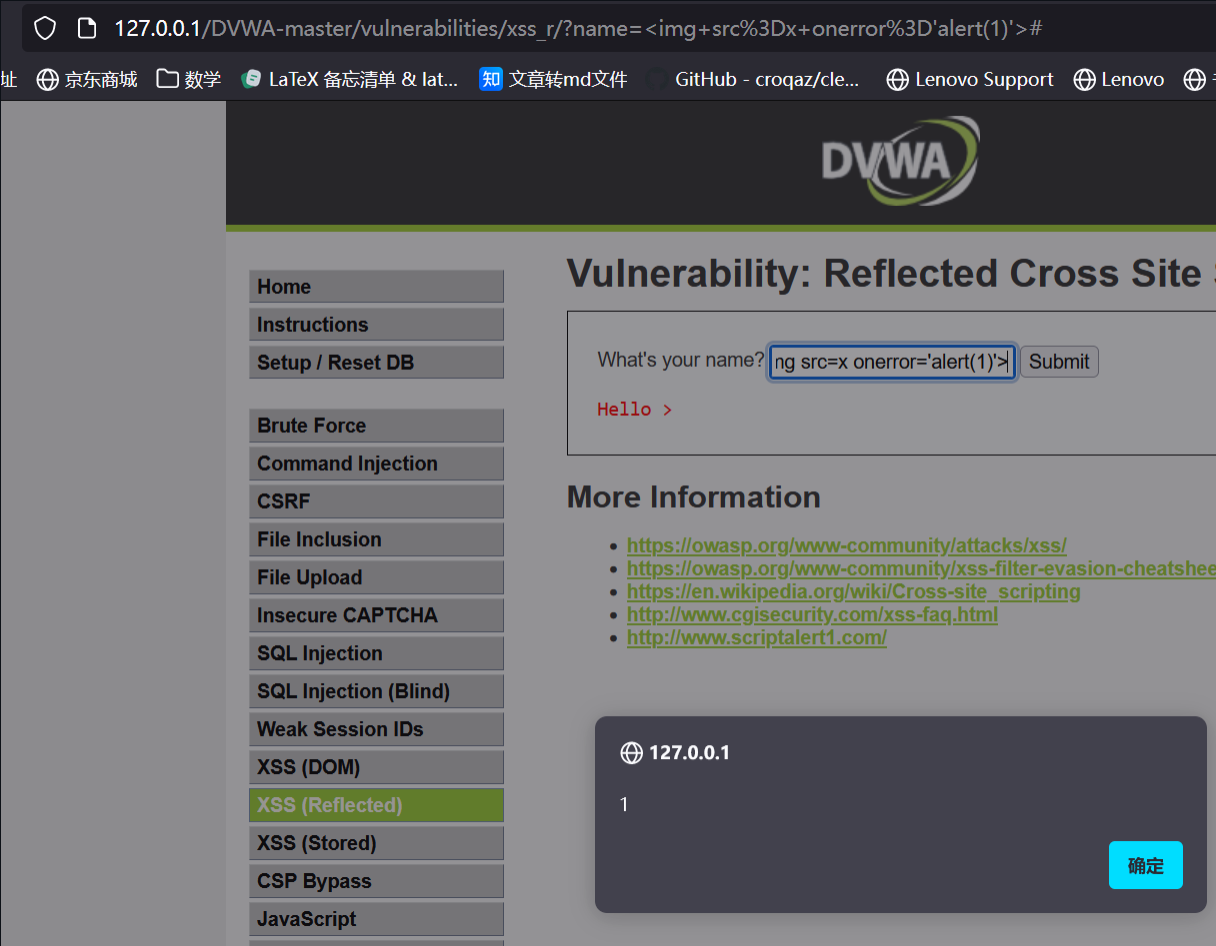 127.0.0.1/DVWA-master/vulnerabilities/xss_r/?name=<img+src%3Dx+onerror%3D'alert(1)'>#
址 京东商城 数学 LaTeX 备忘清单 & lat... 知 文章转md文件 GitHub - croqaz/cle... Lenovo Support Lenovo
DVWA
Home
Instructions
Setup / Reset DB
Brute Force
Command Injection
CSRF
File Inclusion
File Upload
Insecure CAPTCHA
SQL Injection
SQL Injection (Blind)
Weak Session IDs
XSS (DOM)
XSS (Reflected)
XSS (Stored)
CSP Bypass
JavaScript
Vulnerability: Reflected Cross Site
What's your name? ng src=x onerror='alert(1)'> Submit
Hello >
More Information
https://owasp.org/www-community/attacks/xss/
https://owasp.org/www-community/xss-filter-evasion-cheatshee
https://en.wikipedia.org/wiki/Cross-site_scripting
http://www.cgisecurity.com/xss-faq.html
http://www.scriptalert1.com/
127.0.0.1
1
确定